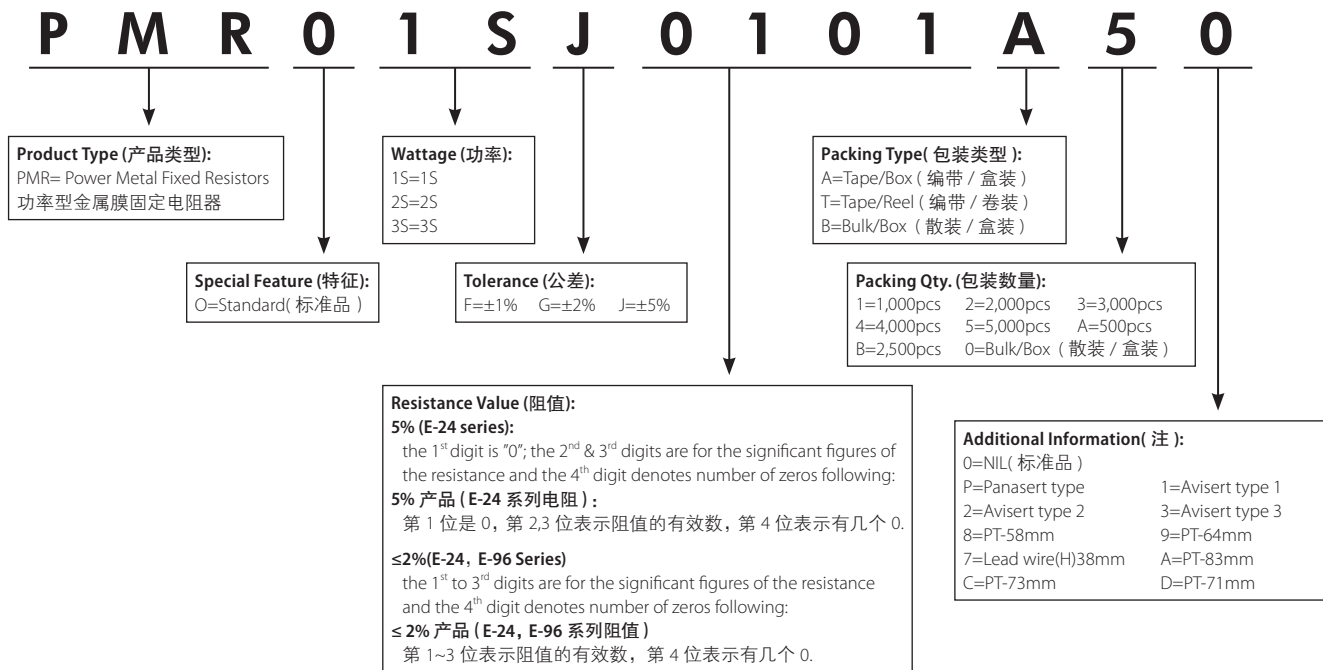 P M R 0 1 S J 0 1 0 1 A 5 0
Product Type (产品类型):
PMR= Power Metal Fixed Resistors
功率型金属膜固定电阻器
Wattage (功率):
1S=1S
2S=2S
3S=3S
Packing Type( 包装类型 ):
A=Tape/Box ( 编带 / 盒装 )
T=Tape/Reel ( 编带 / 卷装 )
B=Bulk/Box ( 散装 / 盒装 )
Special Feature (特征):
O=Standard( 标准品 )
Tolerance (公差):
F=±1% G=±2% J=±5%
Packing Qty. (包装数量):
1=1,000pcs 2=2,000pcs 3=3,000pcs
4=4,000pcs 5=5,000pcs A=500pcs
B=2,500pcs 0=Bulk/Box ( 散装 / 盒装 )
Resistance Value (阻值):
5% (E-24 series):
the 1st digit is "0"; the 2nd & 3rd digits are for the significant figures of
the resistance and the 4th digit denotes number of zeros following:
5% 产品 ( E-24 系列电阻 ) :
第 1 位是 0, 第 2,3 位表示阻值的有效数, 第 4 位表示有几个 0.
≤2%(E-24, E-96 Series)
the 1st to 3rd digits are for the significant figures of the resistance
and the 4th digit denotes number of zeros following:
≤ 2% 产品 ( E-24, E-96 系列阻值 )
第 1~3 位表示阻值的有效数, 第 4 位表示有几个 0.
Additional Information( 注 ):
0=NIL( 标准品 )
P=Panasert type 1=Avisert type 1
2=Avisert type 2 3=Avisert type 3
8=PT-58mm 9=PT-64mm
7=Lead wire(H)38mm A=PT-83mm
C=PT-73mm D=PT-71mm